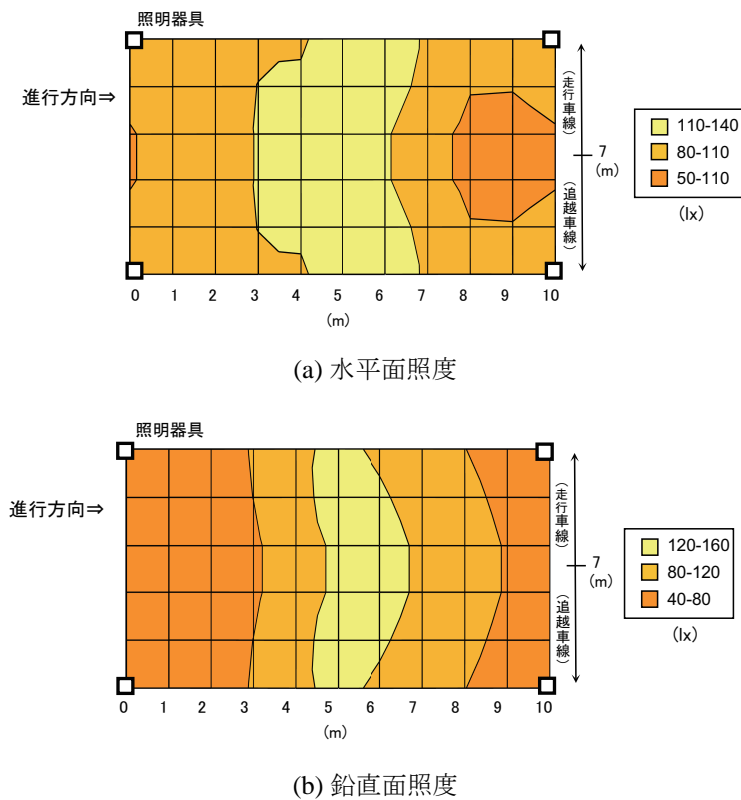 照明器具
進行方向⇒
(走行車線)
7
(m)
(追越車線)
110-140
80-110
50-110
(lx)
0 1 2 3 4 5 6 7 8 9 10
(m)
(a) 水平面照度
照明器具
進行方向⇒
(走行車線)
7
(m)
(追越車線)
120-160
80-120
40-80
(lx)
0 1 2 3 4 5 6 7 8 9 10
(m)
(b) 鉛直面照度